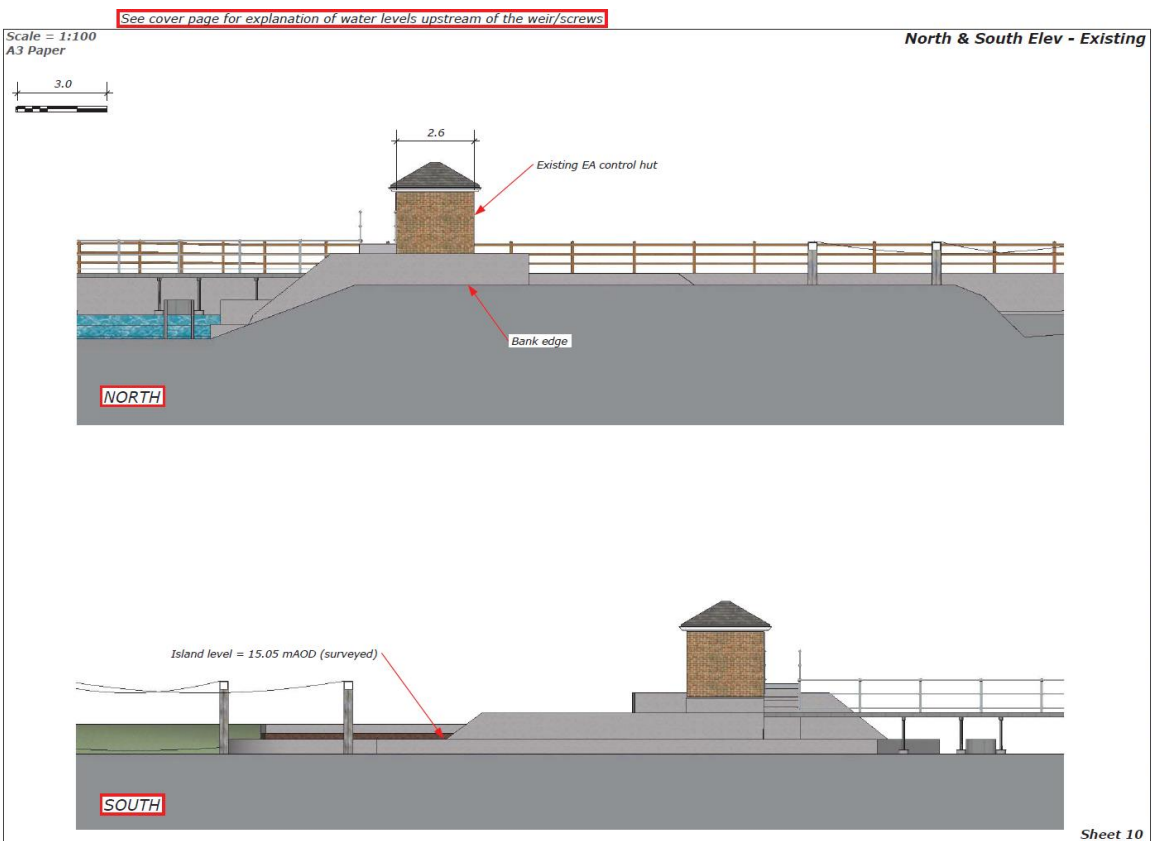 See cover page for explanation of water levels upstream of the weir/screws
Scale = 1:100
A3 Paper
North & South Elev - Existing
3.0
2.6
Existing EA control hut
Bank edge
NORTH
Island level = 15.05 mAOD (surveyed)
SOUTH
Sheet 10